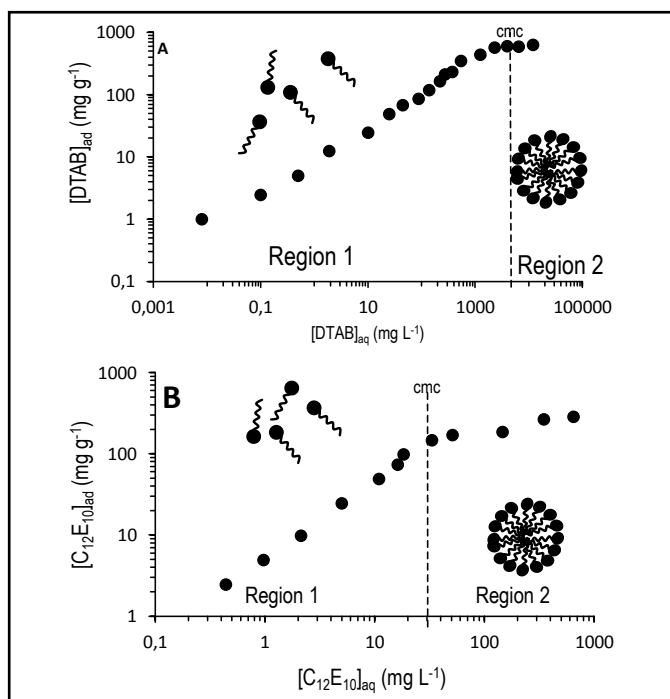 A
cmc
1000
100
10
1
0,1
[DTAB]ad (mg g-1)
Region 1
Region 2
0,001
0,1
10
1000
100000
[DTAB]aq (mg L-1)
B
cmc
1000
100
10
1
[C12E10]ad (mg g-1)
Region 1
Region 2
0,1
1
10
100
1000
[C12E10]aq (mg L-1)